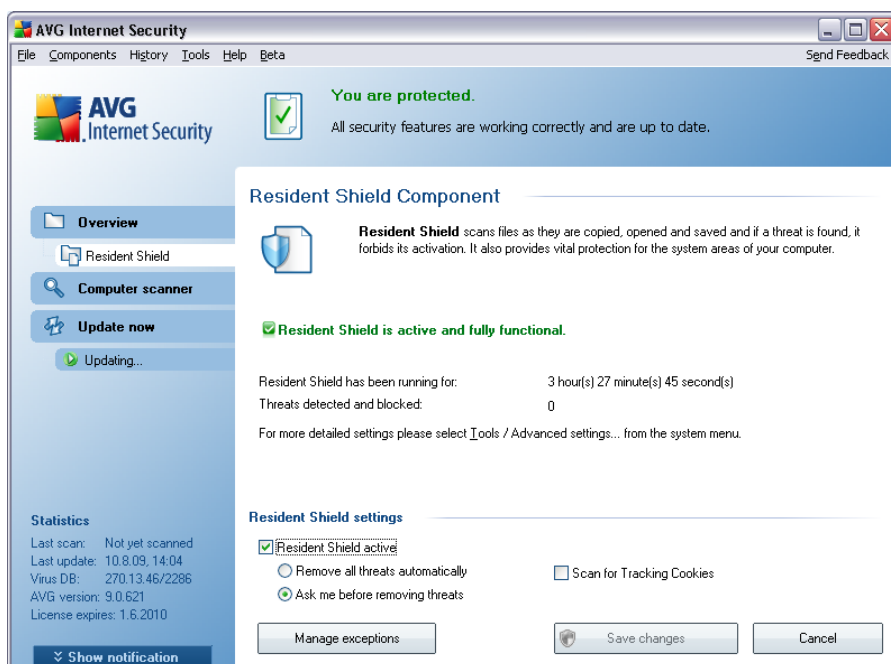 AVG Internet Security
File Components History Tools Help Beta Send Feedback
AVG
Internet Security
You are protected.
All security features are working correctly and are up to date.
Overview
Resident Shield
Computer scanner
Update now
Updating...
Resident Shield Component
Resident Shield scans files as they are copied, opened and saved and if a threat is found, it
forbids its activation. It also provides vital protection for the system areas of your computer.
Resident Shield is active and fully functional.
Resident Shield has been running for: 3 hour(s) 27 minute(s) 45 second(s)
Threats detected and blocked: 0
For more detailed settings please select Tools / Advanced settings... from the system menu.
Resident Shield settings
Resident Shield active
Remove all threats automatically
Scan for Tracking Cookies
Ask me before removing threats
Manage exceptions
Save changes
Cancel
Statistics
Last scan: Not yet scanned
Last update: 10.8.09, 14:04
Virus DB: 270.13.46/2286
AVG version: 9.0.621
License expires: 1.6.2010
Show notification